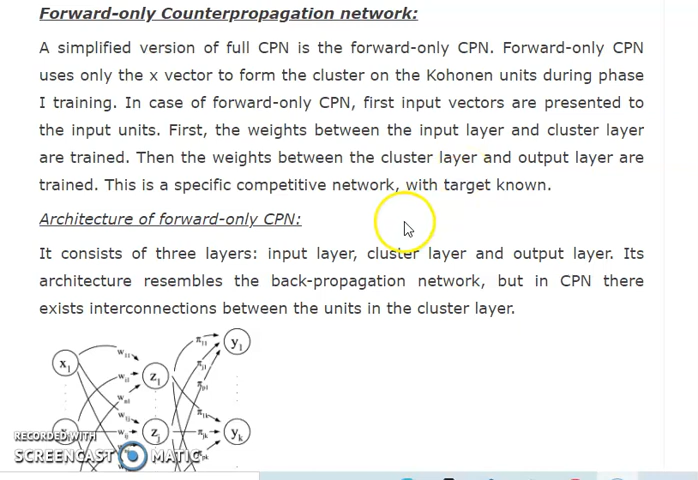 Forward-only Counterpropagation network:
A simplified version of full CPN is the forward-only CPN. Forward-only CPN
uses only the x vector to form the cluster on the Kohonen units during phase
I training. In case of forward-only CPN, first input vectors are presented to
the input units. First, the weights between the input layer and cluster layer
are trained. Then the weights between the cluster layer and output layer are
trained. This is a specific competitive network, with target known.
Architecture of forward-only CPN:
It consists of three layers: input layer, cluster layer and output layer. Its
architecture resembles the back-propagation network, but in CPN there
exists interconnections between the units in the cluster layer.
x1
z1
zj
y1
yk
RECORDED WITH
SCREENCAST MATIC